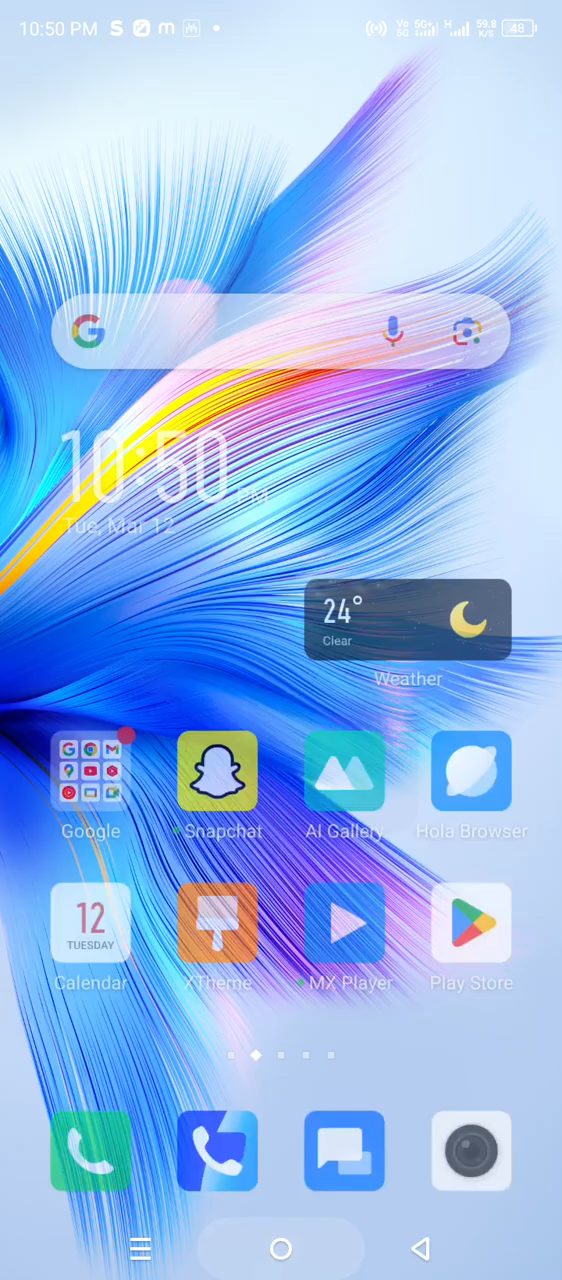 10:50 PM S m Vo 5G 5G+ H 59.8 K/S 48
G
10:50 PM
Tue, Mar 12
24°
Clear
Weather
Google Snapchat AI Gallery Hola Browser
12
TUESDAY
Calendar XTheme MX Player Play Store